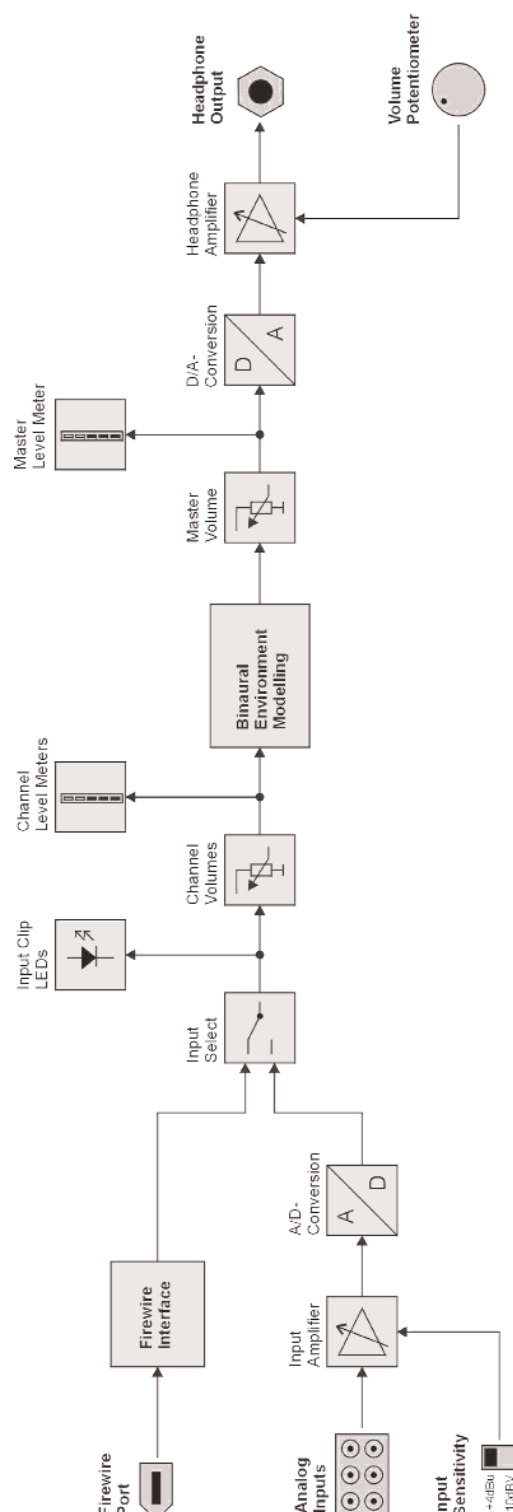 Firewire
Port
Firewire
Interface
Analog
Inputs
Input
Sensitivity
+4dBu
10dBV
Input
Amplifier
A/D-
Conversion
A
D
Input
Select
Input Clip
LEDs
Channel
Volumes
Channel
Level Meters
Binaural
Environment
Modelling
Master
Volume
Master
Level Meter
D/A-
Conversion
D
A
Headphone
Amplifier
Headphone
Output
Volume
Potentiometer